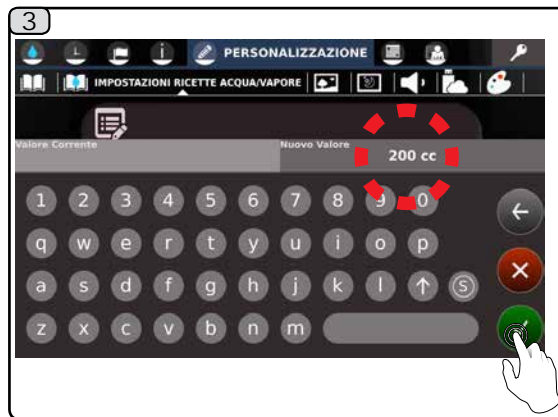 3
L i PERSONALIZZAZIONE
IMPOSTAZIONI RICETTE ACQUA/VAPORE
Valore Corrente Nuovo Valore 200 cc
1 2 3 4 5 6 7 8 9 0
q w e r t y u i o p
a s d f g h j k l S
z x c v b n m